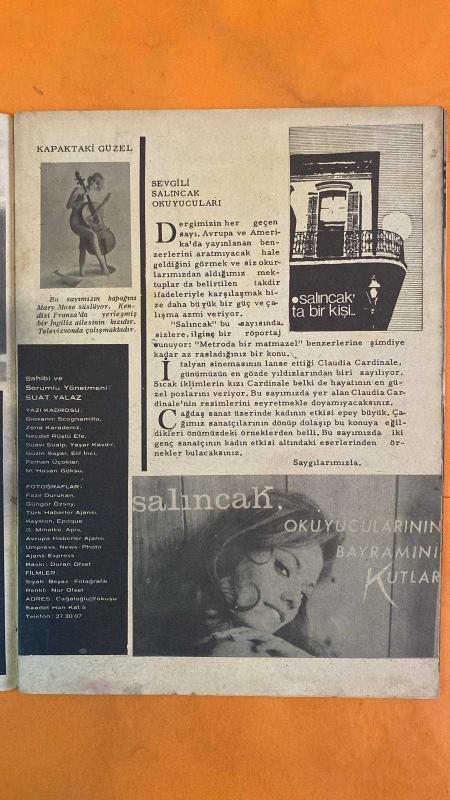 KAPAKTAKİ GÜZEL
Bu sayımızın kapağını
Mary Mose süslüyor. Ken-
disi Fransa'da yerleşmiş
bir İngiliz ailesinin kızıdır.
Televizyonda çalışmaktadır.
Sahibi ve
Sorumlu Yönetmeni:
SUAT YALAZ
YAZI KADROSU:
Giovanni Scognamillo,
Zena Karadeniz,
Necdet Rüştü Efe,
Suavi Sualp, Yaşar Kavdır,
Güzin Sayar, Elif İnci,
Ferhan Üçoklar,
M. Hasan Göksu,
FOTOĞRAFLAR:
Fazıl Durukan,
Güngör Özsoy,
Türk Haberler Ajansı,
Keyston, Epoque
G. Minalke, Apis,
Avrupa Haberler Ajansı
Unipress, News-Photo
Ajans Express
Baskı: Duran Ofset
FİLMLER:
Siyah-Beyaz: Fotoğrafik
Renkli: Nur Ofset
ADRES: Cağaloğlu Yokuşu
Saadet Han Kat 5
Telefon: 27 30 07
SEVGİLİ
SALINCAK
OKUYUCULARI
Dergimizin her geçen
sayı, Avrupa ve Ameri-
ka'da yayınlanan ben-
zerlerini aratmıyacak hale
geldiğini görmek ve siz okur-
larımızdan aldığımız mek-
tuplar da belirtilen takdir
ifadeleriyle karşılaşmak bi-
ze daha büyük bir güç ve ça-
lışma azmi veriyor.
"Salıncak" bu sayısında
sizlere, ilginç bir röportaj
sunuyor: "Metroda bir matmazel" benzerlerine şimdiye
kadar az rasladığınız bir konu.
İtalyan sinemasının lanse ettiği Claudia Cardinale,
günümüzün en gözde yıldızlarından biri sayılıyor.
Sıcak iklimlerin kızı Cardinale belki de hayatının en gü-
zel pozlarını veriyor. Bu sayımızda yer alan Claudia Car-
dinale'nin resimlerini seyretmekle doyamıyacaksınız.
Çağdaş sanat üzerinde kadının etkisi epey büyük. Ça-
ğımız sanatçılarının dönüp dolaşıp bu konuya eğil-
dikleri önümüzdeki örneklerden belli. Bu sayımızda iki
genç sanatçının kadın etkisi altındaki eserlerinden ör-
nekler bulacaksınız.
Saygılarımızla,
salıncak'
ta bir kişi..
salıncak,
OKUYUCULARININ
BAYRAMINI
KUTLAR